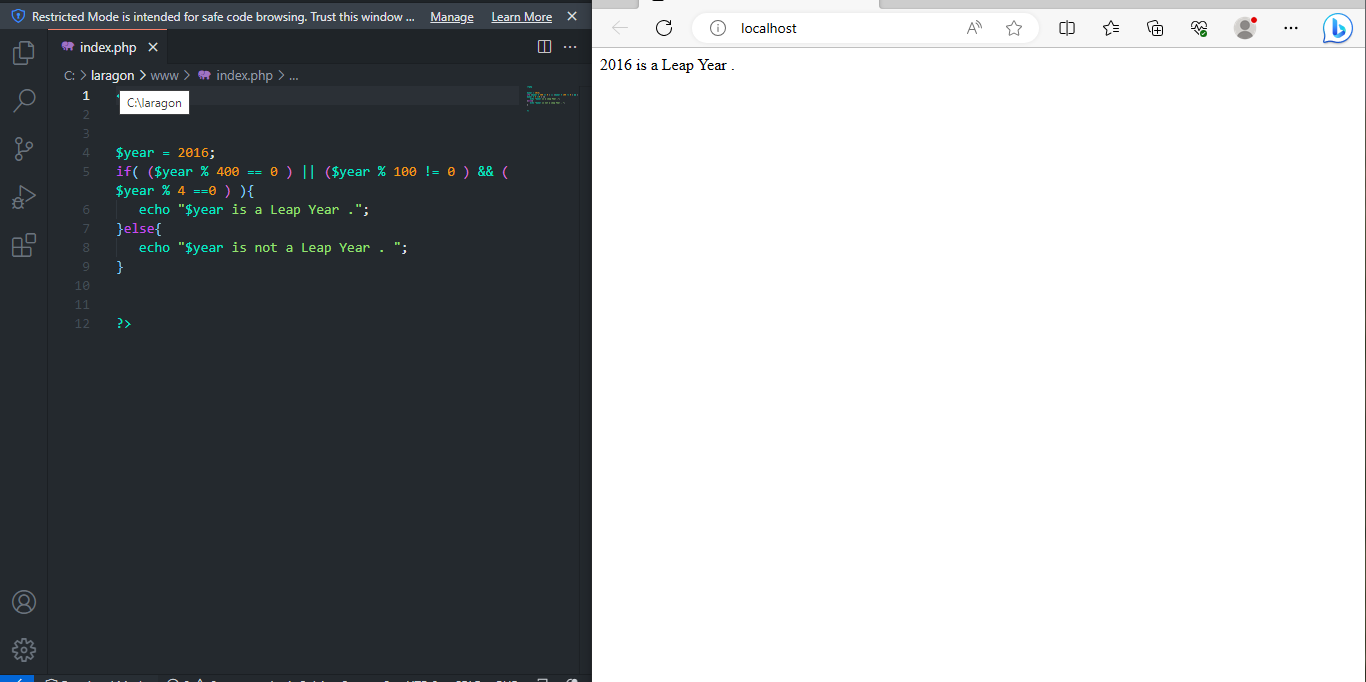 Restricted Mode is intended for safe code browsing. Trust this window ... Manage Learn More
index.php
C: > laragon > www > index.php > ...
C:\laragon
1
2
3
4 $year = 2016;
5 if( ($year % 400 == 0 ) || ($year % 100 != 0 ) && (
$year % 4 ==0 ) ){
6 echo "$year is a Leap Year .";
7 }else{
8 echo "$year is not a Leap Year . ";
9 }
10
11
12 ?>
localhost
2016 is a Leap Year .